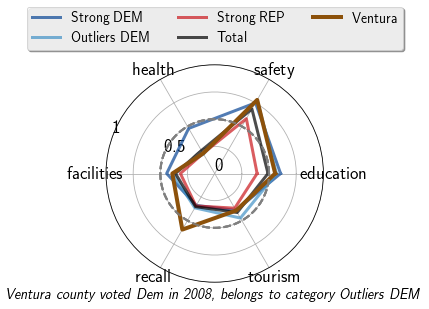 Strong DEM
Strong REP
Ventura
Outliers DEM
Total
health
safety
1
0.5
0
facilities
education
recall
tourism
Ventura county voted Dem in 2008, belongs to category Outliers DEM